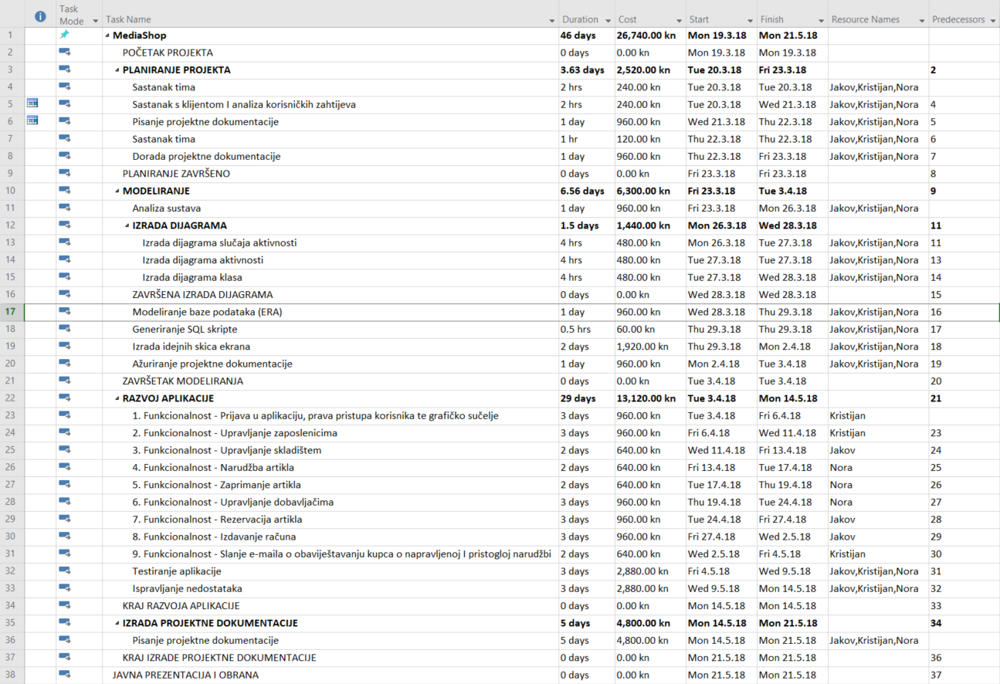 Task Mode Task Name Duration Cost Start Finish Resource Names Predecessors
1 MediaShop 46 days 26,740.00 kn Mon 19.3.18 Mon 21.5.18
2 POČETAK PROJEKTA 0 days 0.00 kn Mon 19.3.18 Mon 19.3.18
3 PLANIRANJE PROJEKTA 3.63 days 2,520.00 kn Tue 20.3.18 Fri 23.3.18 2
4 Sastanak tima 2 hrs 240.00 kn Tue 20.3.18 Tue 20.3.18 Jakov,Kristijan,Nora
5 Sastanak s klijentom I analiza korisničkih zahtijeva 2 hrs 240.00 kn Tue 20.3.18 Wed 21.3.18 Jakov,Kristijan,Nora 4
6 Pisanje projektne dokumentacije 1 day 960.00 kn Wed 21.3.18 Thu 22.3.18 Jakov,Kristijan,Nora 5
7 Sastanak tima 1 hr 120.00 kn Thu 22.3.18 Thu 22.3.18 Jakov,Kristijan,Nora 6
8 Dorada projektne dokumentacije 1 day 960.00 kn Thu 22.3.18 Fri 23.3.18 Jakov,Kristijan,Nora 7
9 PLANIRANJE ZAVRŠENO 0 days 0.00 kn Fri 23.3.18 Fri 23.3.18 8
10 MODELIRANJE 6.56 days 6,300.00 kn Fri 23.3.18 Tue 3.4.18 9
11 Analiza sustava 1 day 960.00 kn Fri 23.3.18 Mon 26.3.18 Jakov,Kristijan,Nora
12 IZRADA DIJAGRAMA 1.5 days 1,440.00 kn Mon 26.3.18 Wed 28.3.18 11
13 Izrada dijagrama slučaja aktivnosti 4 hrs 480.00 kn Mon 26.3.18 Tue 27.3.18 Jakov,Kristijan,Nora 11
14 Izrada dijagrama aktivnosti 4 hrs 480.00 kn Tue 27.3.18 Tue 27.3.18 Jakov,Kristijan,Nora 13
15 Izrada dijagrama klasa 4 hrs 480.00 kn Tue 27.3.18 Wed 28.3.18 Jakov,Kristijan,Nora 14
16 ZAVRŠENA IZRADA DIJAGRAMA 0 days 0.00 kn Wed 28.3.18 Wed 28.3.18 15
17 Modeliranje baze podataka (ERA) 1 day 960.00 kn Wed 28.3.18 Thu 29.3.18 Jakov,Kristijan,Nora 16
18 Generiranje SQL skripte 0.5 hrs 60.00 kn Thu 29.3.18 Thu 29.3.18 Jakov,Kristijan,Nora 17
19 Izrada idejnih skica ekrana 2 days 1,920.00 kn Thu 29.3.18 Mon 2.4.18 Jakov,Kristijan,Nora 18
20 Ažuriranje projektne dokumentacije 1 day 960.00 kn Mon 2.4.18 Tue 3.4.18 Jakov,Kristijan,Nora 19
21 ZAVRŠETAK MODELIRANJA 0 days 0.00 kn Tue 3.4.18 Tue 3.4.18 20
22 RAZVOJ APLIKACIJE 29 days 13,120.00 kn Tue 3.4.18 Mon 14.5.18 21
23 1. Funkcionalnost - Prijava u aplikaciju, prava pristupa korisnika te grafičko sučelje 3 days 960.00 kn Tue 3.4.18 Fri 6.4.18 Kristijan
24 2. Funkcionalnost - Upravljanje zaposlenicima 3 days 960.00 kn Fri 6.4.18 Wed 11.4.18 Kristijan 23
25 3. Funkcionalnost - Upravljanje skladištem 2 days 640.00 kn Wed 11.4.18 Fri 13.4.18 Jakov 24
26 4. Funkcionalnost - Narudžba artikla 2 days 640.00 kn Fri 13.4.18 Tue 17.4.18 Nora 25
27 5. Funkcionalnost - Zaprimanje artikla 2 days 640.00 kn Tue 17.4.18 Thu 19.4.18 Nora 26
28 6. Funkcionalnost - Upravljanje dobavljačima 3 days 960.00 kn Thu 19.4.18 Tue 24.4.18 Nora 27
29 7. Funkcionalnost - Rezervacija artikla 3 days 960.00 kn Tue 24.4.18 Fri 27.4.18 Jakov 28
30 8. Funkcionalnost - Izdavanje računa 3 days 960.00 kn Fri 27.4.18 Wed 2.5.18 Jakov 29
31 9. Funkcionalnost - Slanje e-maila o obaviještavanju kupca o napravljenoj I pristogloj narudžbi 2 days 640.00 kn Wed 2.5.18 Fri 4.5.18 Kristijan 30
32 Testiranje aplikacije 3 days 2,880.00 kn Fri 4.5.18 Wed 9.5.18 Jakov,Kristijan,Nora 31
33 Ispravljanje nedostataka 3 days 2,880.00 kn Wed 9.5.18 Mon 14.5.18 Jakov,Kristijan,Nora 32
34 KRAJ RAZVOJA APLIKACIJE 0 days 0.00 kn Mon 14.5.18 Mon 14.5.18 33
35 IZRADA PROJEKTNE DOKUMENTACIJE 5 days 4,800.00 kn Mon 14.5.18 Mon 21.5.18 34
36 Pisanje projektne dokumentacije 5 days 4,800.00 kn Mon 14.5.18 Mon 21.5.18 Jakov,Kristijan,Nora
37 KRAJ IZRADE PROJEKTNE DOKUMENTACIJE 0 days 0.00 kn Mon 21.5.18 Mon 21.5.18 36
38 JAVNA PREZENTACIJA I OBRANA 0 days 0.00 kn Mon 21.5.18 Mon 21.5.18 37